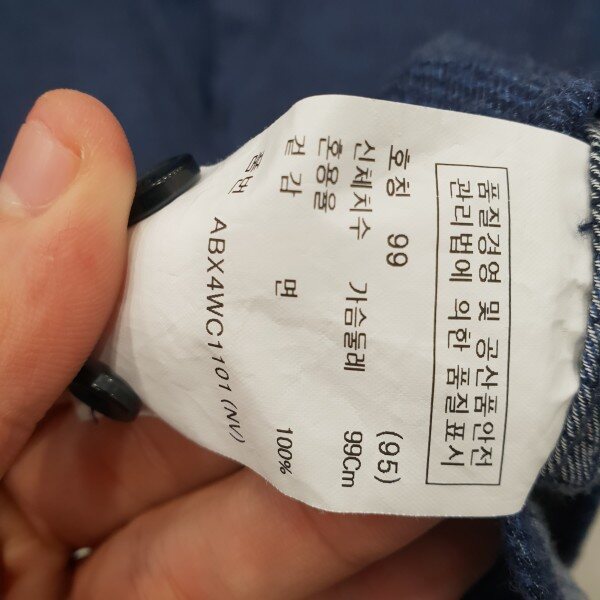 품질경영 및 공산품안전
관리법에 의한 품질표시
호칭 99 (95)
신체치수 가슴둘레 99Cm
혼용율
겉감 면 100%
품번 ABX4WC1101 (NV)